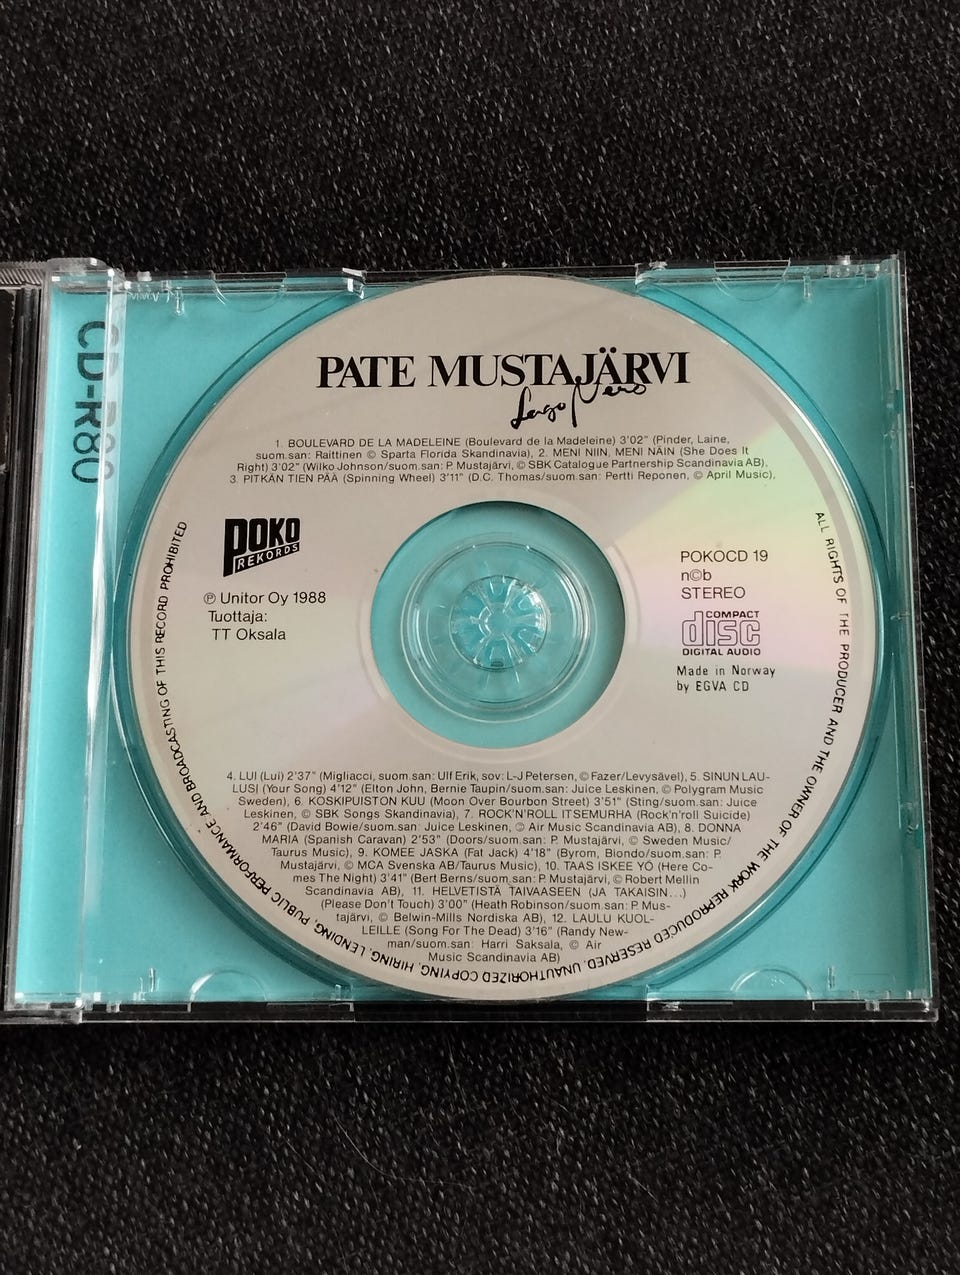 CD-R80
PATE MUSTAJÄRVI
Lago Nero
1. BOULEVARD DE LA MADELEINE (Boulevard de la Madeleine) 3'02" (Pinder, Laine,
suom.san: Raittinen © Sparta Florida Skandinavia), 2. MENI NIIN, MENI NÄIN (She Does It
Right) 3'02" (Wilko Johnson/suom.san: P. Mustajärvi, © SBK Catalogue Partnership Scandinavia AB),
3. PITKÄN TIEN PÄÄ (Spinning Wheel) 3'11" (D.C. Thomas/suom.san: Pertti Reponen, © April Music),
POKO
REKORDS
℗ Unitor Oy 1988
Tuottaja:
TT Oksala
POKOCD 19
n©b
STEREO
COMPACT
disc
DIGITAL AUDIO
Made in Norway
by EGVA CD
4. LUI (Lui) 2'37" (Migliacci, suom.san: Ulf Erik, sov: L-J Petersen, © Fazer/Levysävel), 5. SINUN LAU-
LUSI (Your Song) 4'12" (Elton John, Bernie Taupin/suom.san: Juice Leskinen, © Polygram Music
Sweden), 6. KOSKIPUISTON KUU (Moon Over Bourbon Street) 3'51" (Sting/suom.san: Juice
Leskinen, © SBK Songs Skandinavia), 7. ROCK'N'ROLL ITSEMURHA (Rock'n'roll Suicide)
2'46" (David Bowie/suom.san: Juice Leskinen, © Air Music Scandinavia AB), 8. DONNA
MARIA (Spanish Caravan) 2'53" (Doors/suom.san: P. Mustajärvi, © Sweden Music/
Taurus Music), 9. KOMEE JASKA (Fat Jack) 4'18" (Byrom, Blondo/suom.san: P.
Mustajärvi, © MCA Svenska AB/Taurus Music), 10. TAAS ISKEE YÖ (Here Co-
mes The Night) 3'41" (Bert Berns/suom.san: P. Mustajärvi, © Robert Mellin
Scandinavia AB), 11. HELVETISTÄ TAIVAASEEN (JA TAKAISIN...)
(Please Don't Touch) 3'00" (Heath Robinson/suom.san: P. Mus-
tajärvi, © Belwin-Mills Nordiska AB), 12. LAULU KUOL-
LEILLE (Song For The Dead) 3'16" (Randy New-
man/suom.san: Harri Saksala, © Air
Music Scandinavia AB)
ALL RIGHTS OF THE PRODUCER AND THE OWNER OF THE WORK REPRODUCED RESERVED. UNAUTHORIZED COPYING, HIRING, LENDING, PUBLIC PERFORMANCE AND BROADCASTING OF THIS RECORD PROHIBITED